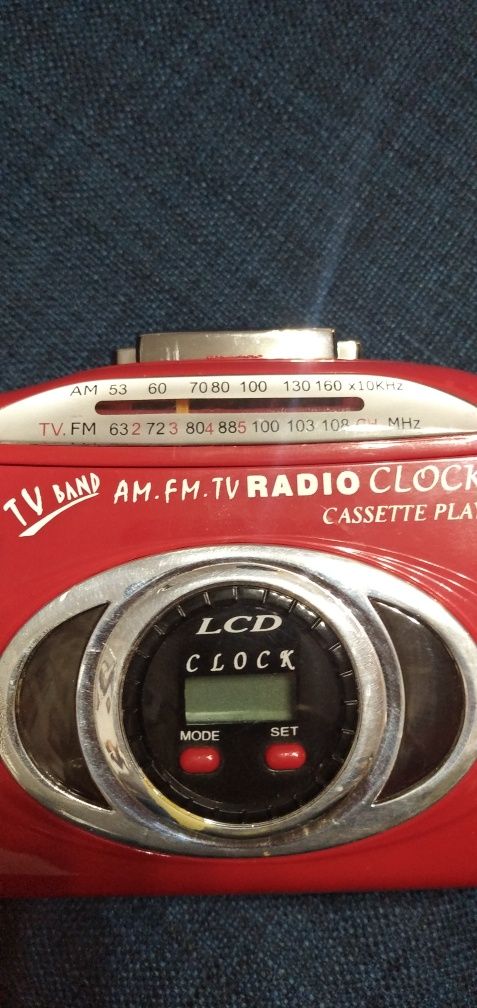 AM 53 60 70 80 100 130 160 x10KHz
TV. FM 63 2 72 3 80 4 88 5 100 103 108 CH MHz
TV BAND
AM.FM.TV RADIO CLOCK
CASSETTE PLAY
LCD
CLOCK
MODE SET